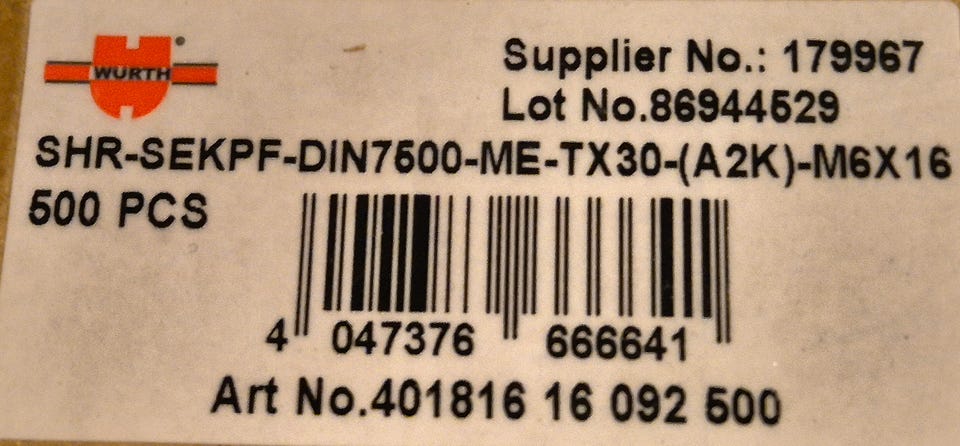 WÜRTH
Supplier No.: 179967
Lot No.86944529
SHR-SEKPF-DIN7500-ME-TX30-(A2K)-M6X16
500 PCS
4 047376 666641
Art No.401816 16 092 500